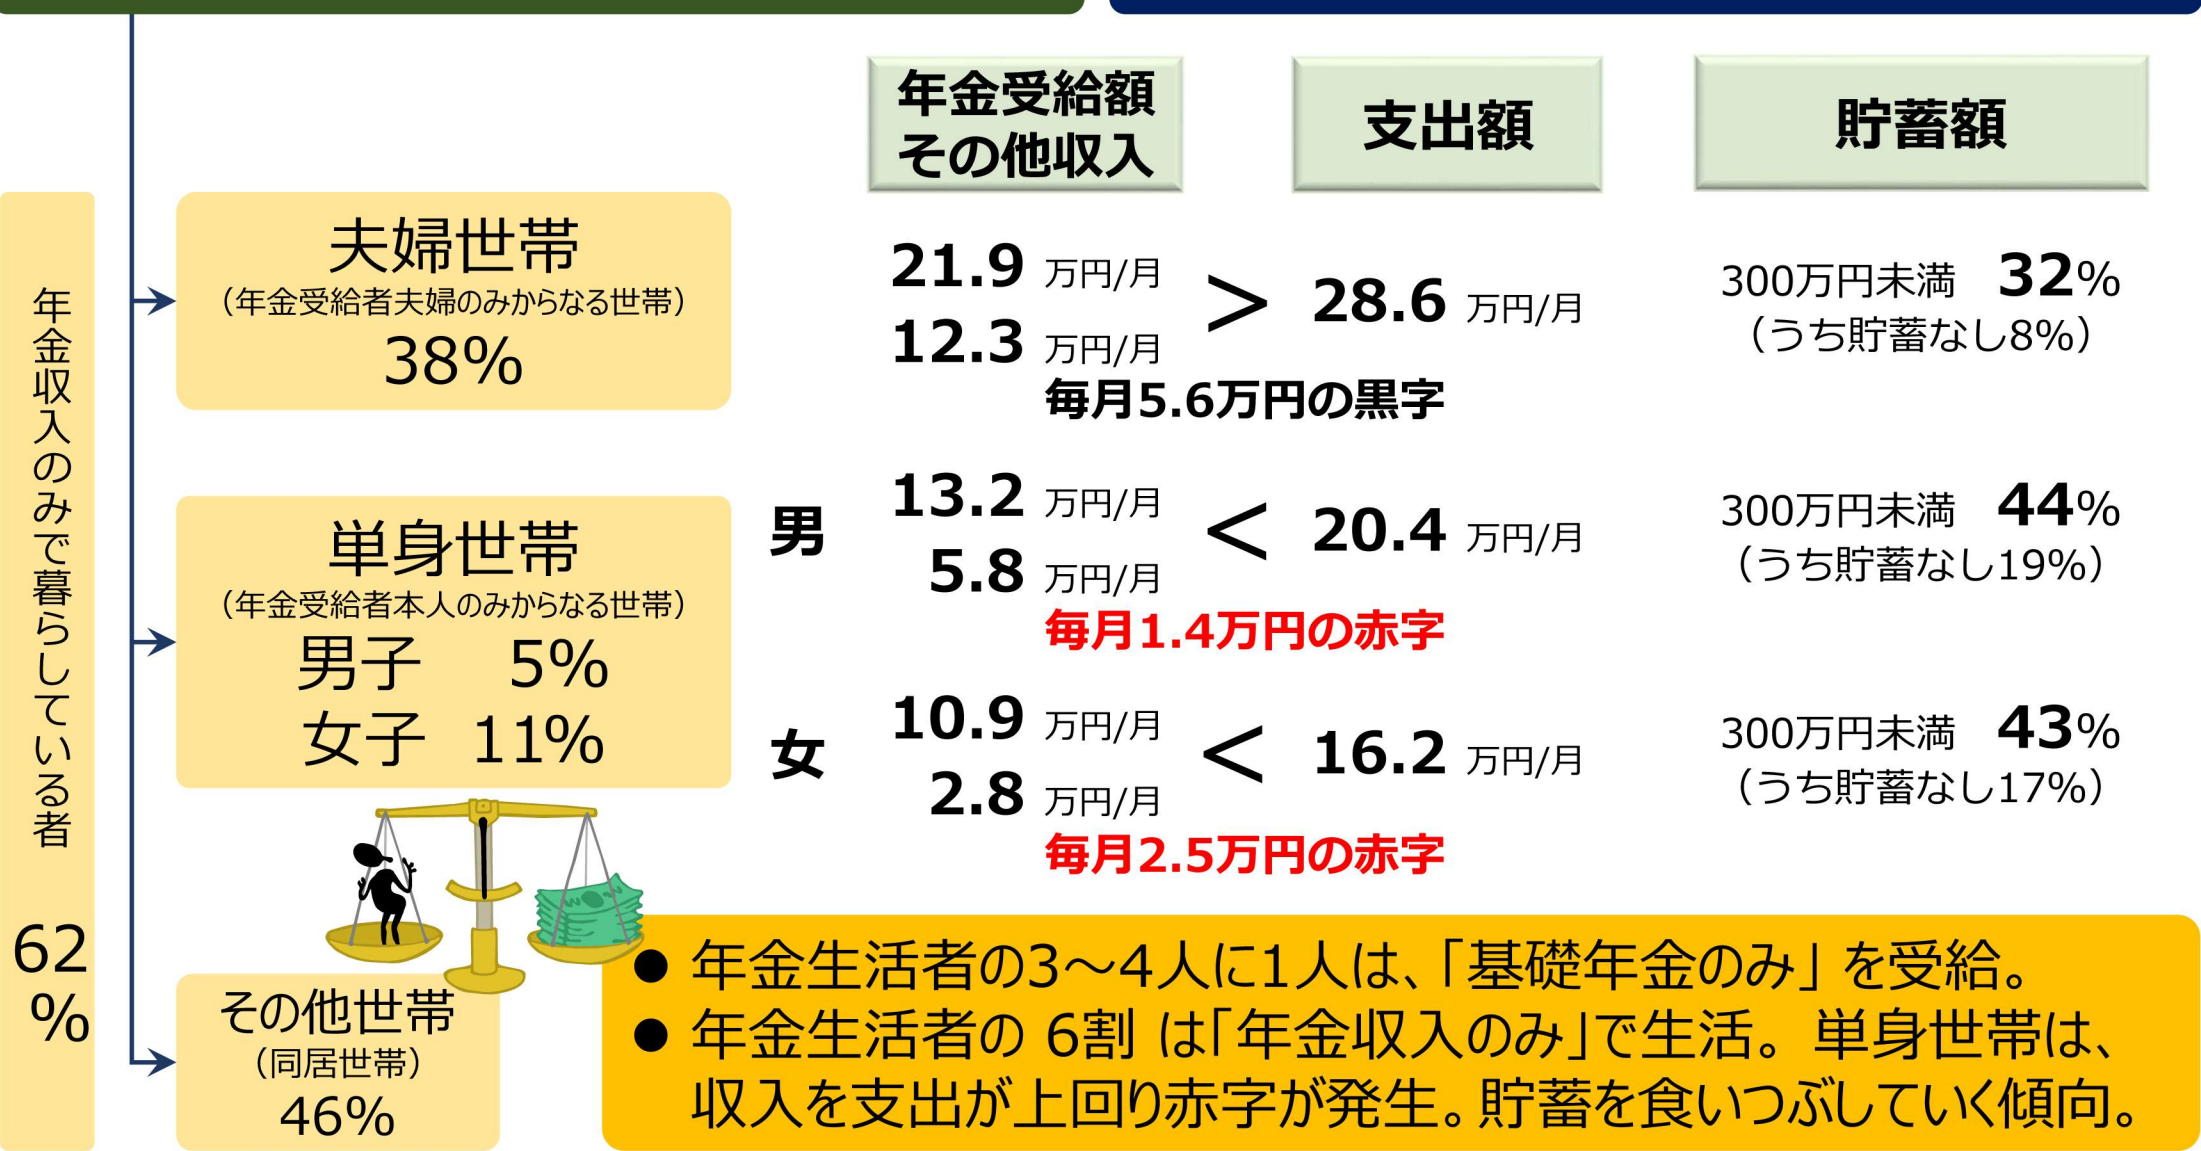 年金受給額
その他収入
支出額
貯蓄額
年金収入のみで暮らしている者
62
%
夫婦世帯
（年金受給者夫婦のみからなる世帯）
38%
21.9 万円/月
12.3 万円/月
>
28.6 万円/月
毎月5.6万円の黒字
300万円未満 32%
（うち貯蓄なし8%）
単身世帯
（年金受給者本人のみからなる世帯）
男子 5%
女子 11%
男
13.2 万円/月
5.8 万円/月
<
20.4 万円/月
毎月1.4万円の赤字
300万円未満 44%
（うち貯蓄なし19%）
女
10.9 万円/月
2.8 万円/月
<
16.2 万円/月
毎月2.5万円の赤字
300万円未満 43%
（うち貯蓄なし17%）
その他世帯
（同居世帯）
46%
● 年金生活者の3～4人に1人は、「基礎年金のみ」を受給。
● 年金生活者の 6割 は「年金収入のみ」で生活。単身世帯は、
収入を支出が上回り赤字が発生。貯蓄を食いつぶしていく傾向。